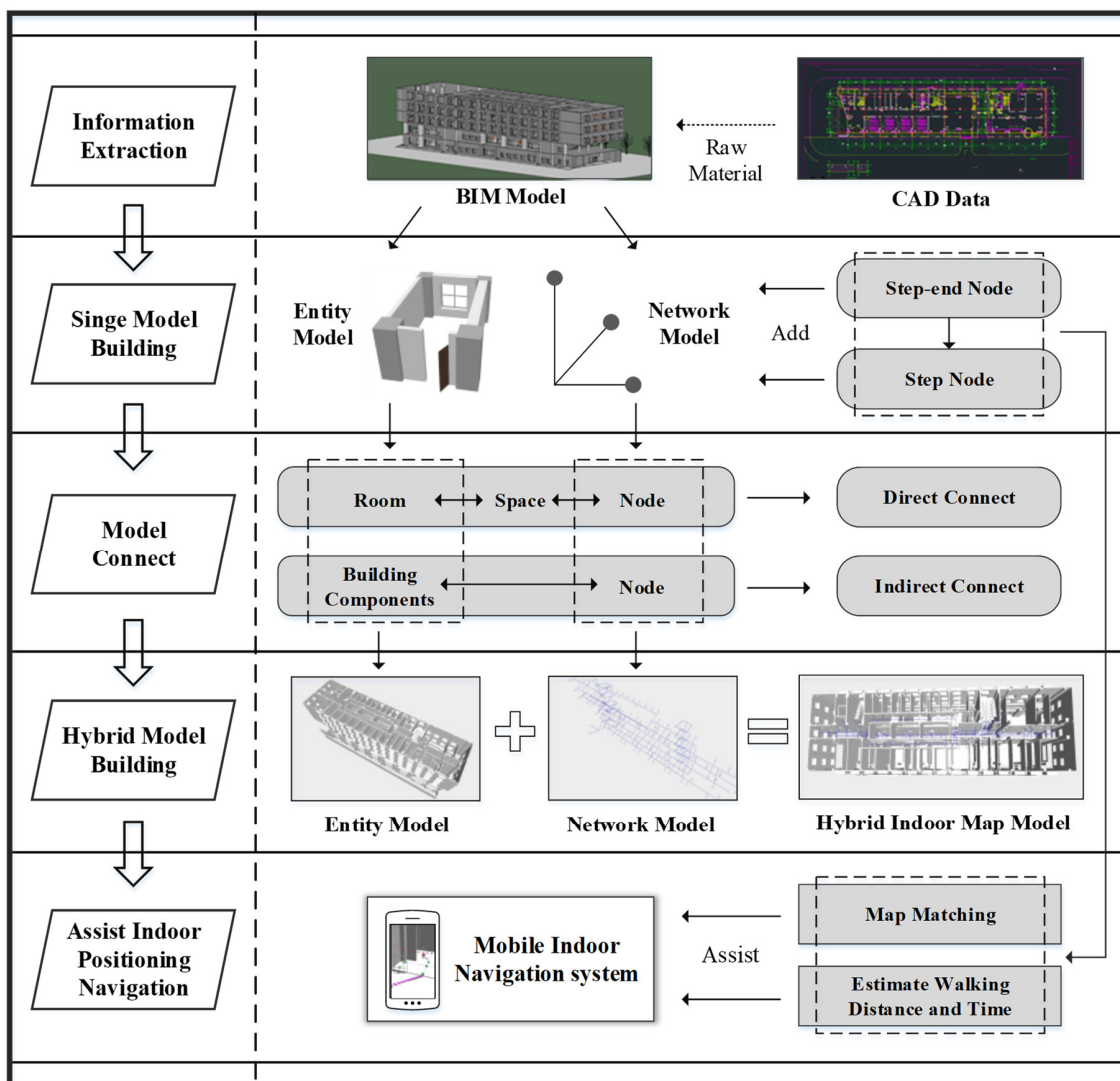 Information
Extraction
Raw
Material
BIM Model
CAD Data
Singe Model
Building
Entity
Model
Network
Model
Add
Step-end Node
Step Node
Model
Connect
Room
Space
Node
Direct Connect
Building
Components
Node
Indirect Connect
Hybrid Model
Building
Entity Model
Network Model
Hybrid Indoor Map Model
Assist Indoor
Positioning
Navigation
Mobile Indoor
Navigation system
Assist
Map Matching
Estimate Walking
Distance and Time